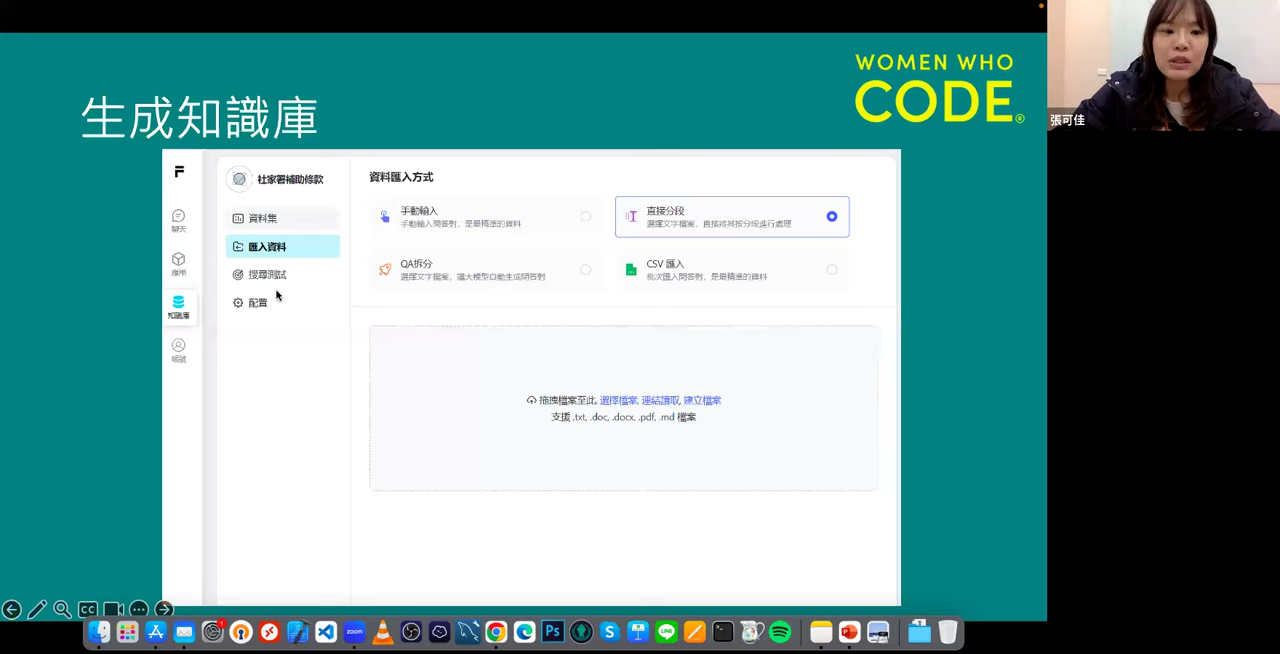 WOMEN WHO
CODE®
生成知識庫
張可佳
F
聊天
應用
知識庫
帳號
社家署補助條款
資料集
匯入資料
搜尋測試
配置
資料匯入方式
手動輸入
手動輸入問答對，是最精準的資料
直接分段
選擇文字檔案，直接將其按分段進行處理
QA拆分
選擇文字檔案，讓大模型自動生成問答對
CSV 匯入
批次匯入問答對，是最精準的資料
拖拽檔案至此, 選擇檔案, 連結讀取, 建立檔案
支援 .txt, .doc, .docx, .pdf, .md 檔案
CC
zoom
Ps
LINE